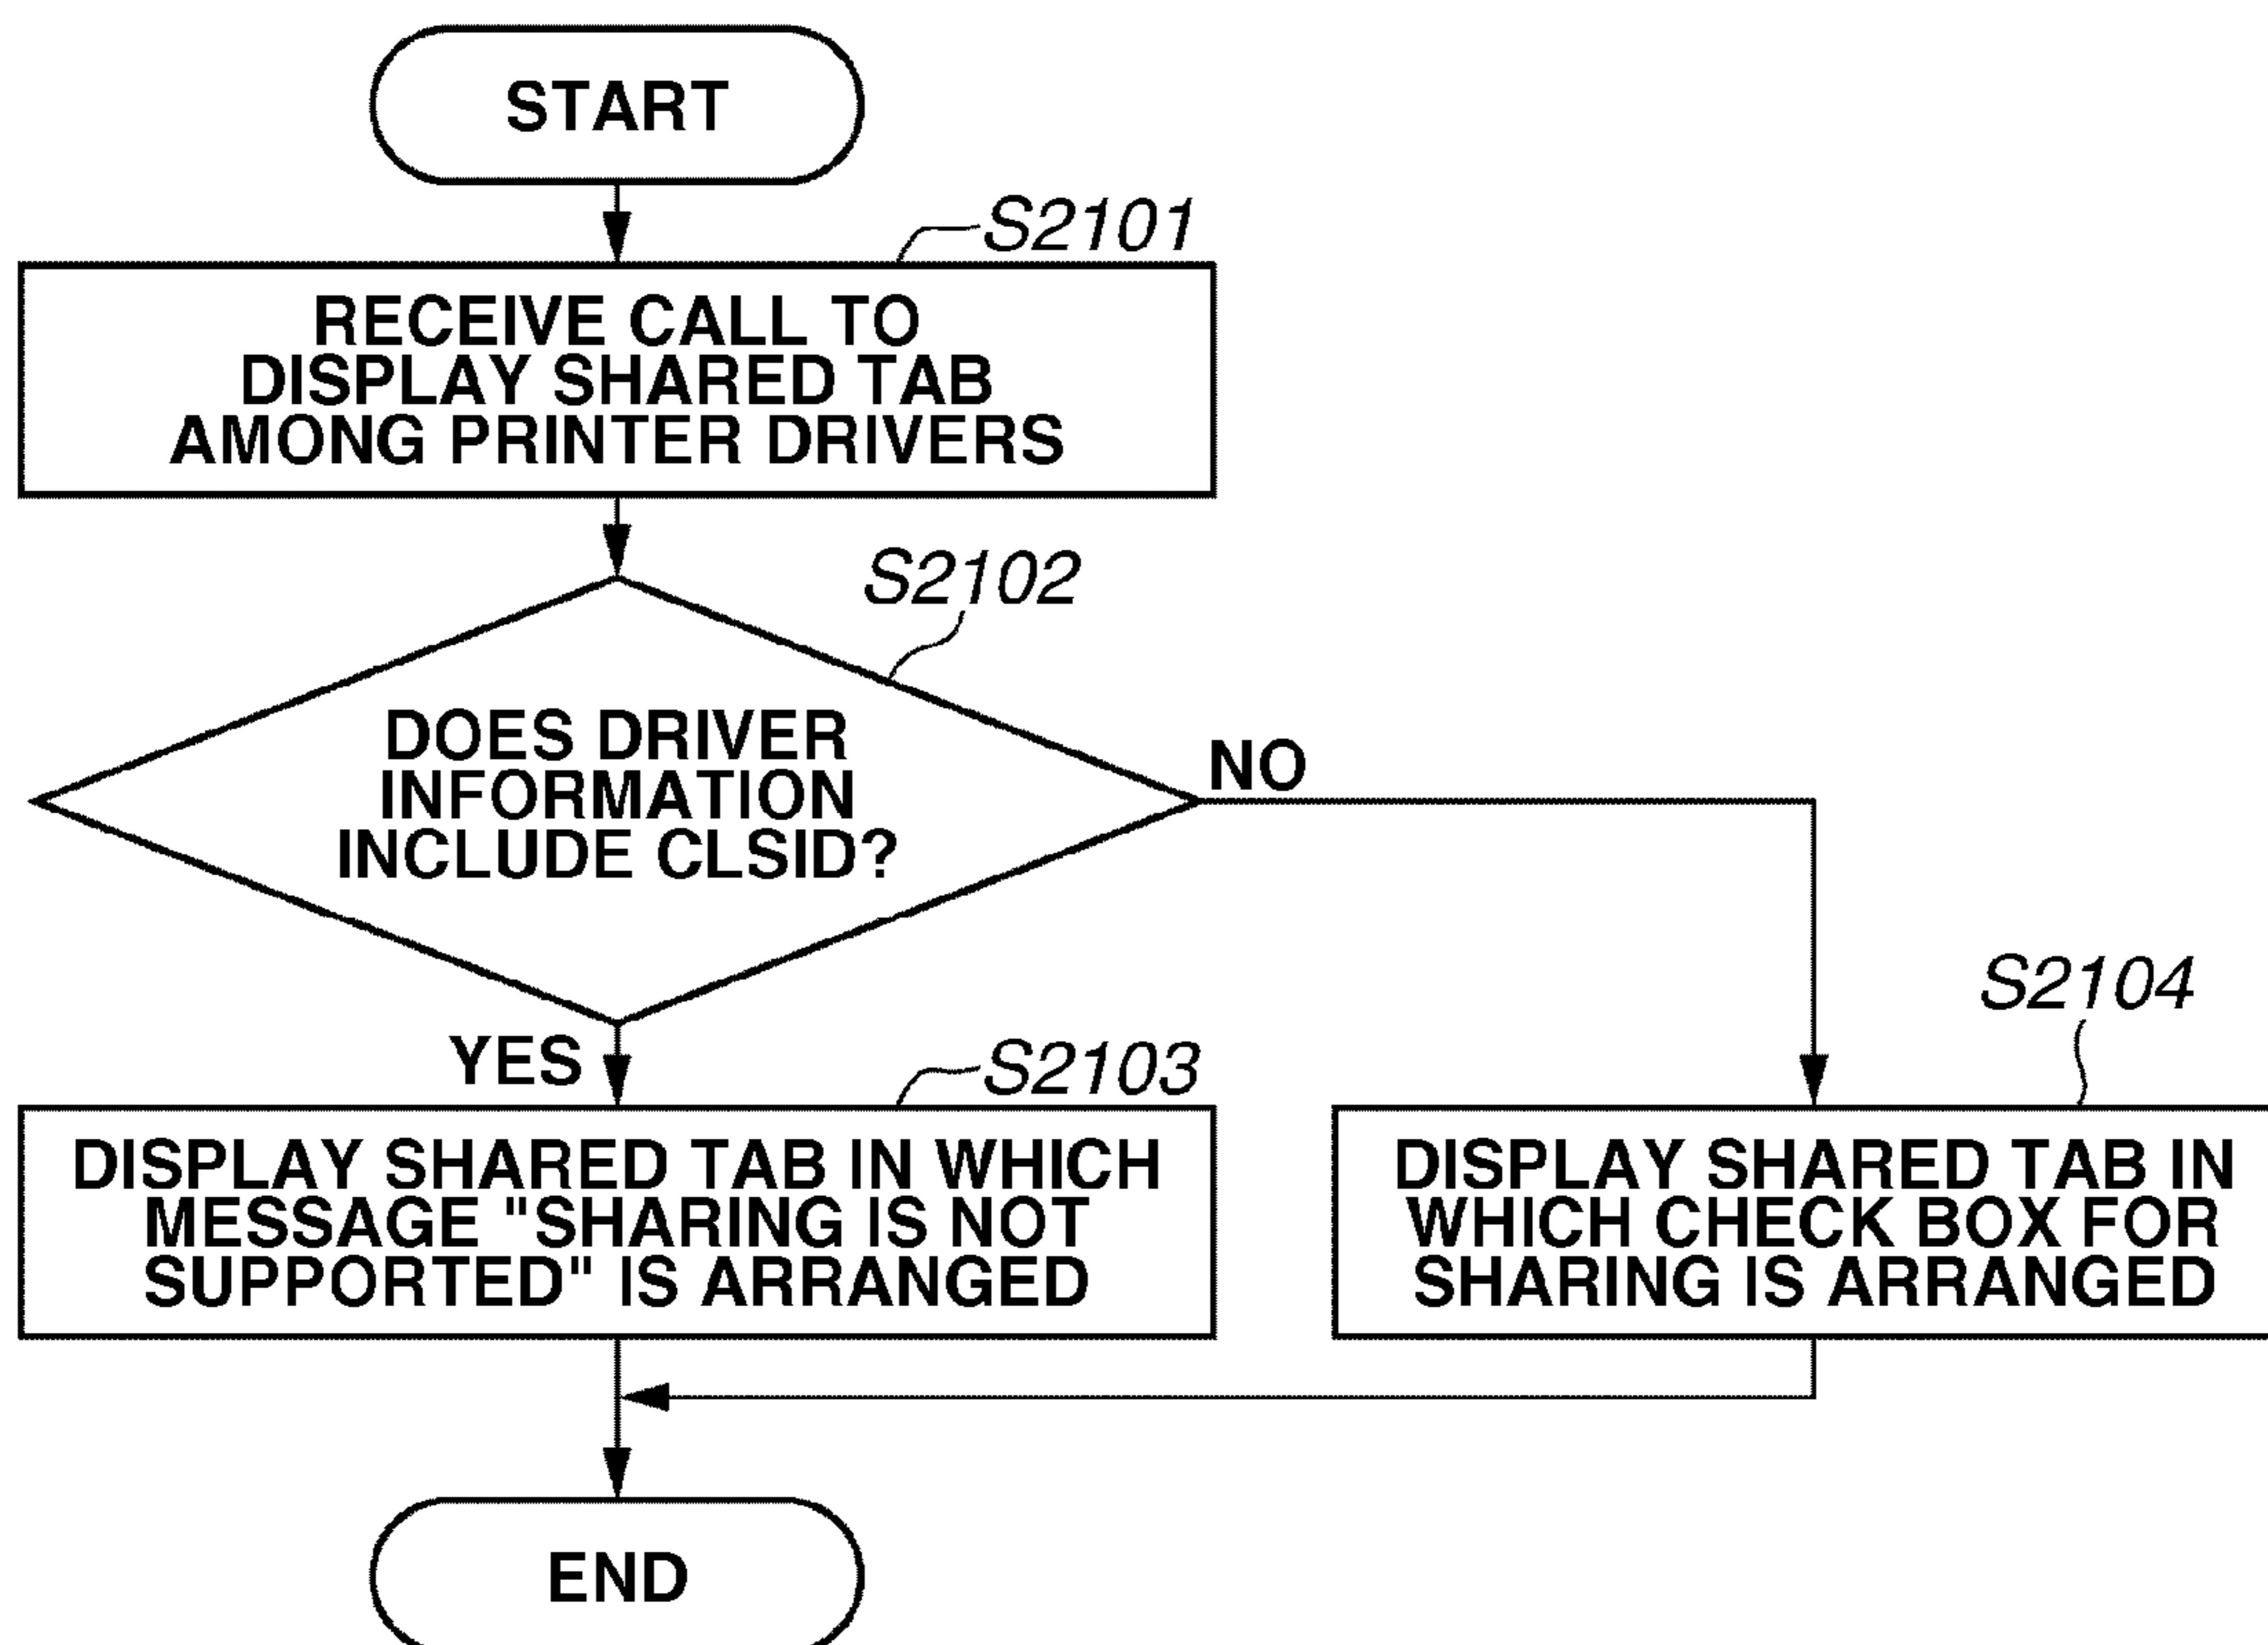 START
S2101
RECEIVE CALL TO
DISPLAY SHARED TAB
AMONG PRINTER DRIVERS
S2102
DOES DRIVER
INFORMATION
INCLUDE CLSID?
NO
YES
S2103
DISPLAY SHARED TAB IN WHICH
MESSAGE "SHARING IS NOT
SUPPORTED" IS ARRANGED
S2104
DISPLAY SHARED TAB IN
WHICH CHECK BOX FOR
SHARING IS ARRANGED
END